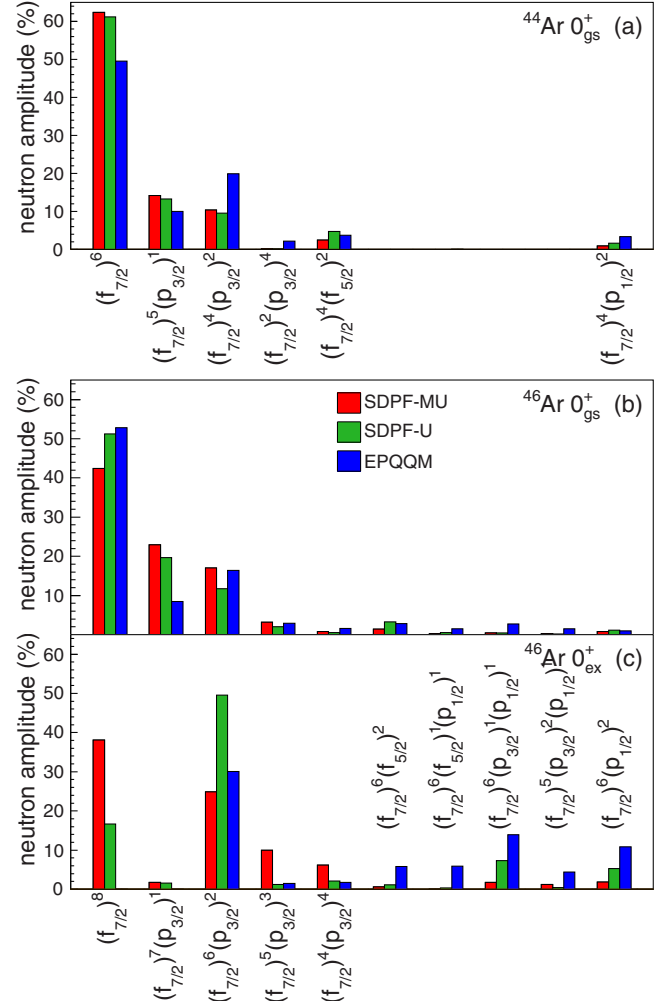 neutron amplitude (%)
60
50
40
30
20
10
0
⁴⁴Ar 0⁺gs (a)
(f7/2)⁶
(f7/2)⁵(p3/2)¹
(f7/2)⁴(p3/2)²
(f7/2)²(p3/2)⁴
(f7/2)⁴(f5/2)²
(f7/2)⁴(p1/2)²
neutron amplitude (%)
60
50
40
30
20
10
⁴⁶Ar 0⁺gs (b)
SDPF-MU
SDPF-U
EPQQM
neutron amplitude (%)
60
50
40
30
20
10
0
⁴⁶Ar 0⁺ex (c)
(f7/2)⁸
(f7/2)⁷(p3/2)¹
(f7/2)⁶(p3/2)²
(f7/2)⁵(p3/2)³
(f7/2)⁴(p3/2)⁴
(f7/2)⁶(f5/2)²
(f7/2)⁶(f5/2)¹(p1/2)¹
(f7/2)⁶(p3/2)¹(p1/2)¹
(f7/2)⁵(p3/2)²(p1/2)
(f7/2)⁶(p1/2)²